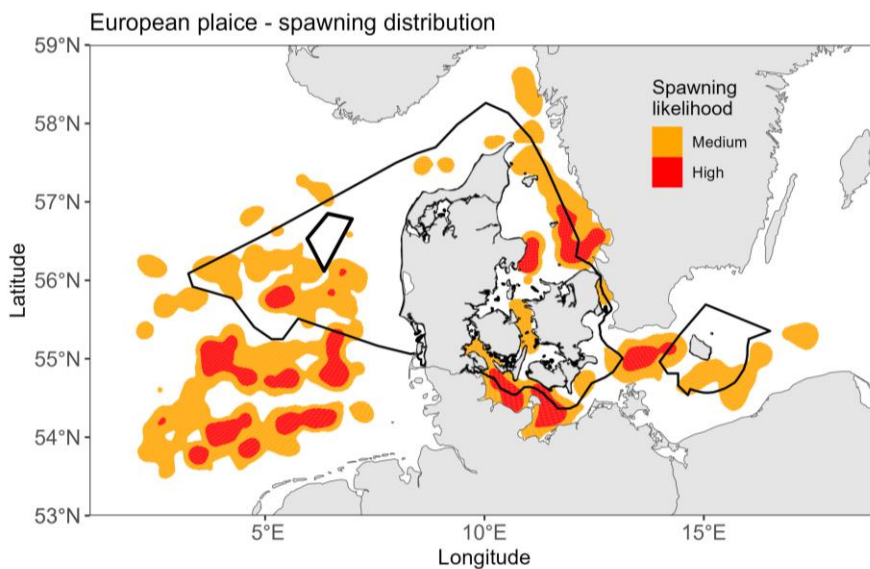 European plaice - spawning distribution
59°N
58°N
57°N
56°N
55°N
54°N
53°N
Latitude
Spawning
likelihood
Medium
High
5°E
10°E
15°E
Longitude